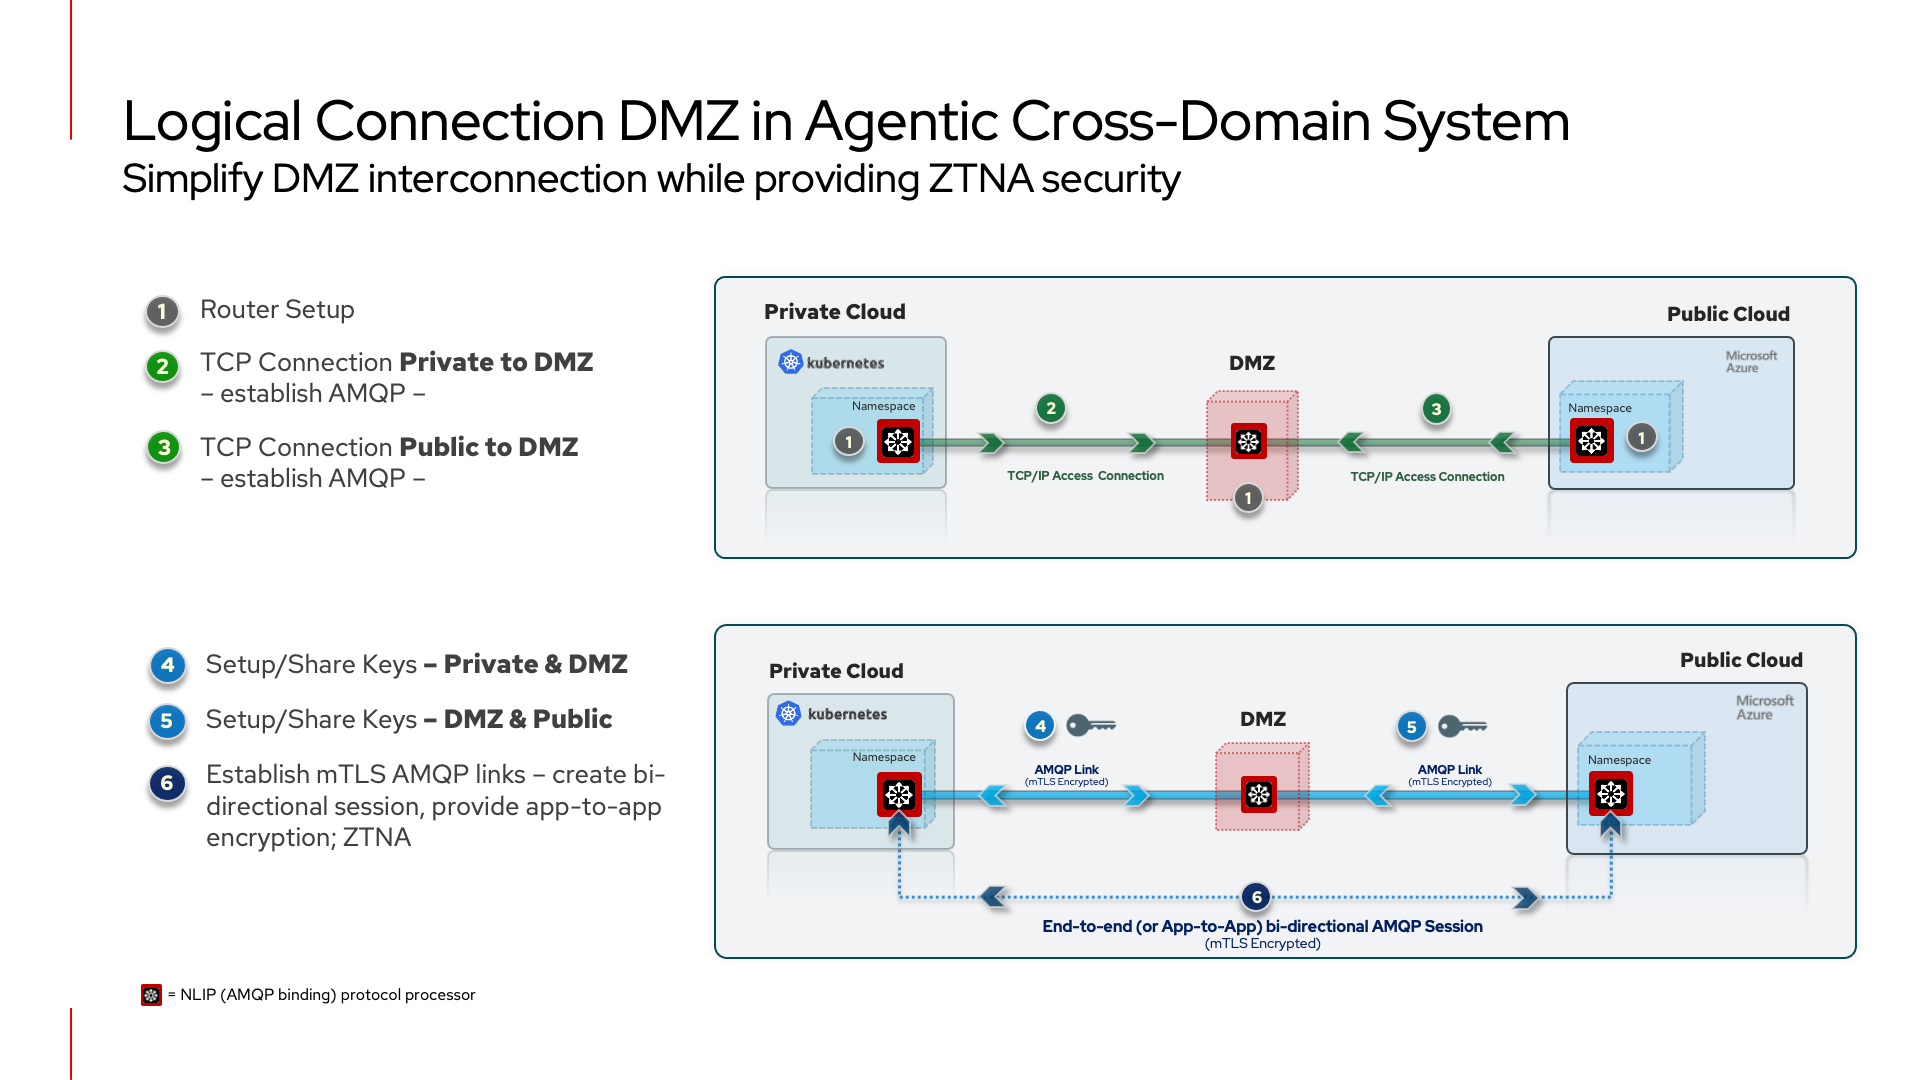 Logical Connection DMZ in Agentic Cross-Domain System
Simplify DMZ interconnection while providing ZTNA security
1 Router Setup
2 TCP Connection Private to DMZ
– establish AMQP –
3 TCP Connection Public to DMZ
– establish AMQP –
Private Cloud
Public Cloud
kubernetes
DMZ
Microsoft
Azure
Namespace
2
3
Namespace
1
1
TCP/IP Access Connection
TCP/IP Access Connection
1
4 Setup/Share Keys – Private & DMZ
5 Setup/Share Keys – DMZ & Public
6 Establish mTLS AMQP links – create bi-
directional session, provide app-to-app
encryption; ZTNA
Private Cloud
Public Cloud
kubernetes
4
DMZ
5
Microsoft
Azure
Namespace
AMQP Link
(mTLS Encrypted)
AMQP Link
(mTLS Encrypted)
Namespace
6
End-to-end (or App-to-App) bi-directional AMQP Session
(mTLS Encrypted)
= NLIP (AMQP binding) protocol processor